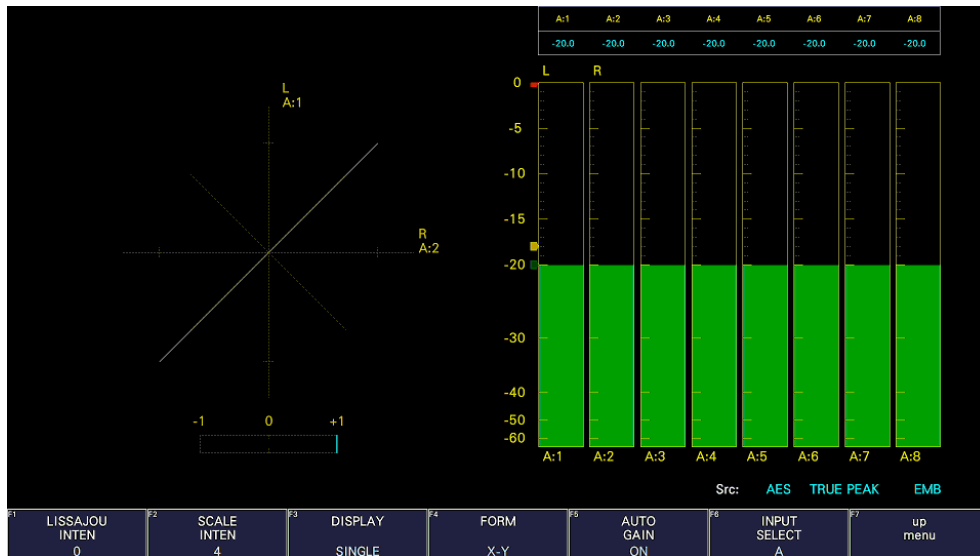 A:1 A:2 A:3 A:4 A:5 A:6 A:7 A:8
-20.0 -20.0 -20.0 -20.0 -20.0 -20.0 -20.0 -20.0
L R
L
A:1
R
A:2
-1 0 +1
0
-5
-10
-15
-20
-30
-40
-50
-60
A:1 A:2 A:3 A:4 A:5 A:6 A:7 A:8
Src: AES TRUE PEAK EMB
F1 LISSAJOU INTEN 0
F2 SCALE INTEN 4
F3 DISPLAY SINGLE
F4 FORM X-Y
F5 AUTO GAIN ON
F6 INPUT SELECT A
F7 up menu